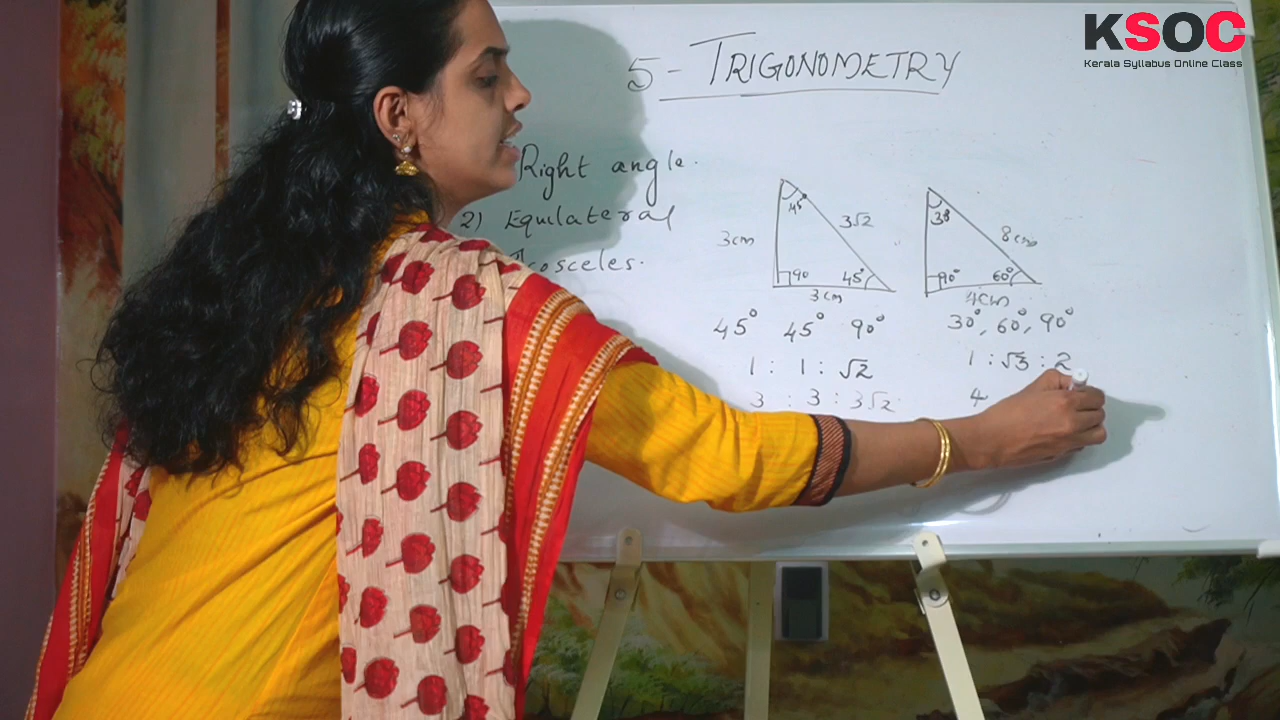 KSOC
Kerala Syllabus Online Class
5 - TRIGONOMETRY
Right angle.
2) Equilateral
Isosceles.
45°
3cm
3√2
90
45°
3cm
30
8cm
90°
60°
4cm
45° 45° 90°
1 : 1 : √2
3 : 3 : 3√2
30°, 60°, 90°
1 : √3 : 2
4